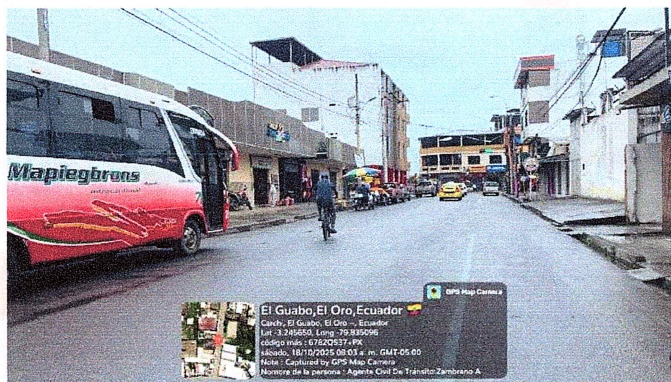 Mapiegbrons
GPS Map Camera
El Guabo,El Oro,Ecuador
Carchi, El Guabo, El Oro -, Ecuador
Lat -3.245650, Long -79.835096
código más : 6782Q537+PX
sábado, 18/10/2025 08:03 a. m. GMT-05:00
Note : Captured by GPS Map Camera
Nombre de la persona : Agente Civil De Tránsito:Zambrano A